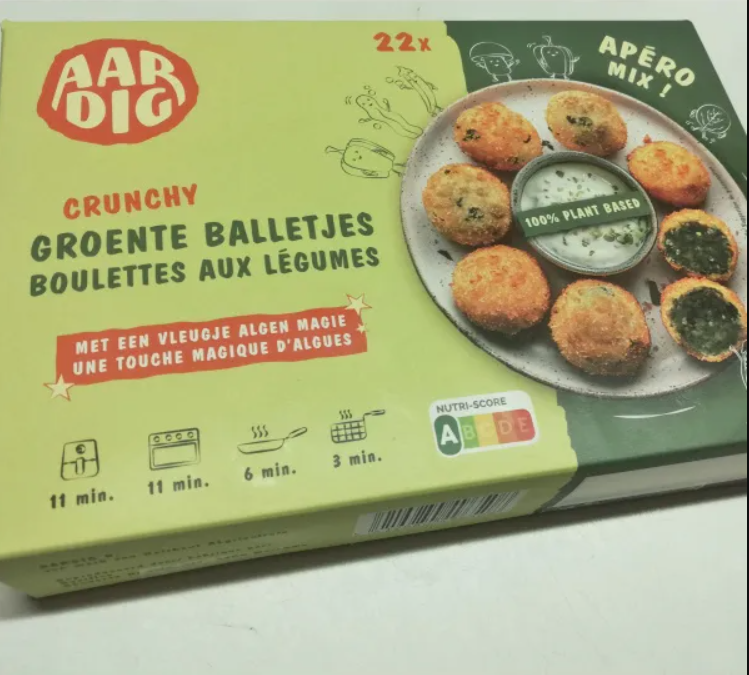 AAR
DIG
22x
APÉRO
MIX!
CRUNCHY
GROENTE BALLETJES
BOULETTES AUX LÉGUMES
100% PLANT BASED
MET EEN VLEUGJE ALGEN MAGIE
UNE TOUCHE MAGIQUE D'ALGUES
NUTRI-SCORE
A B C D E
11 min.
11 min.
6 min.
3 min.